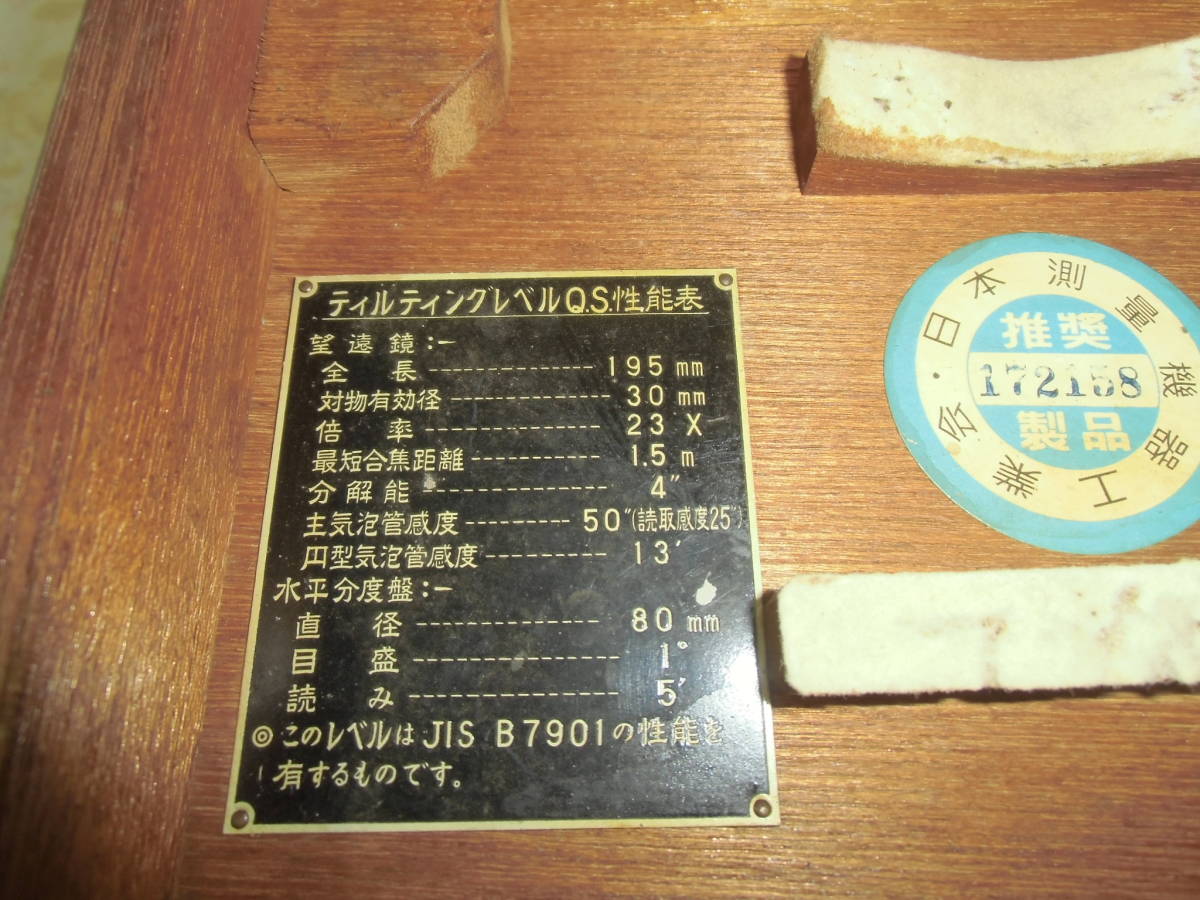 ティルティングレベルQ.S.性能表
望遠鏡:ー
全長 195 mm
対物有効径 30 mm
倍率 23 X
最短合焦距離 1.5 m
分解能 4″
主気泡管感度 50″(読取感度25″)
円型気泡管感度 13′
水平分度盤:ー
直径 80 mm
目盛 1°
読み 5′
◎このレベルはJIS B7901の性能を
有するものです。
日本測量機器工業会・
推奨
172158
製品